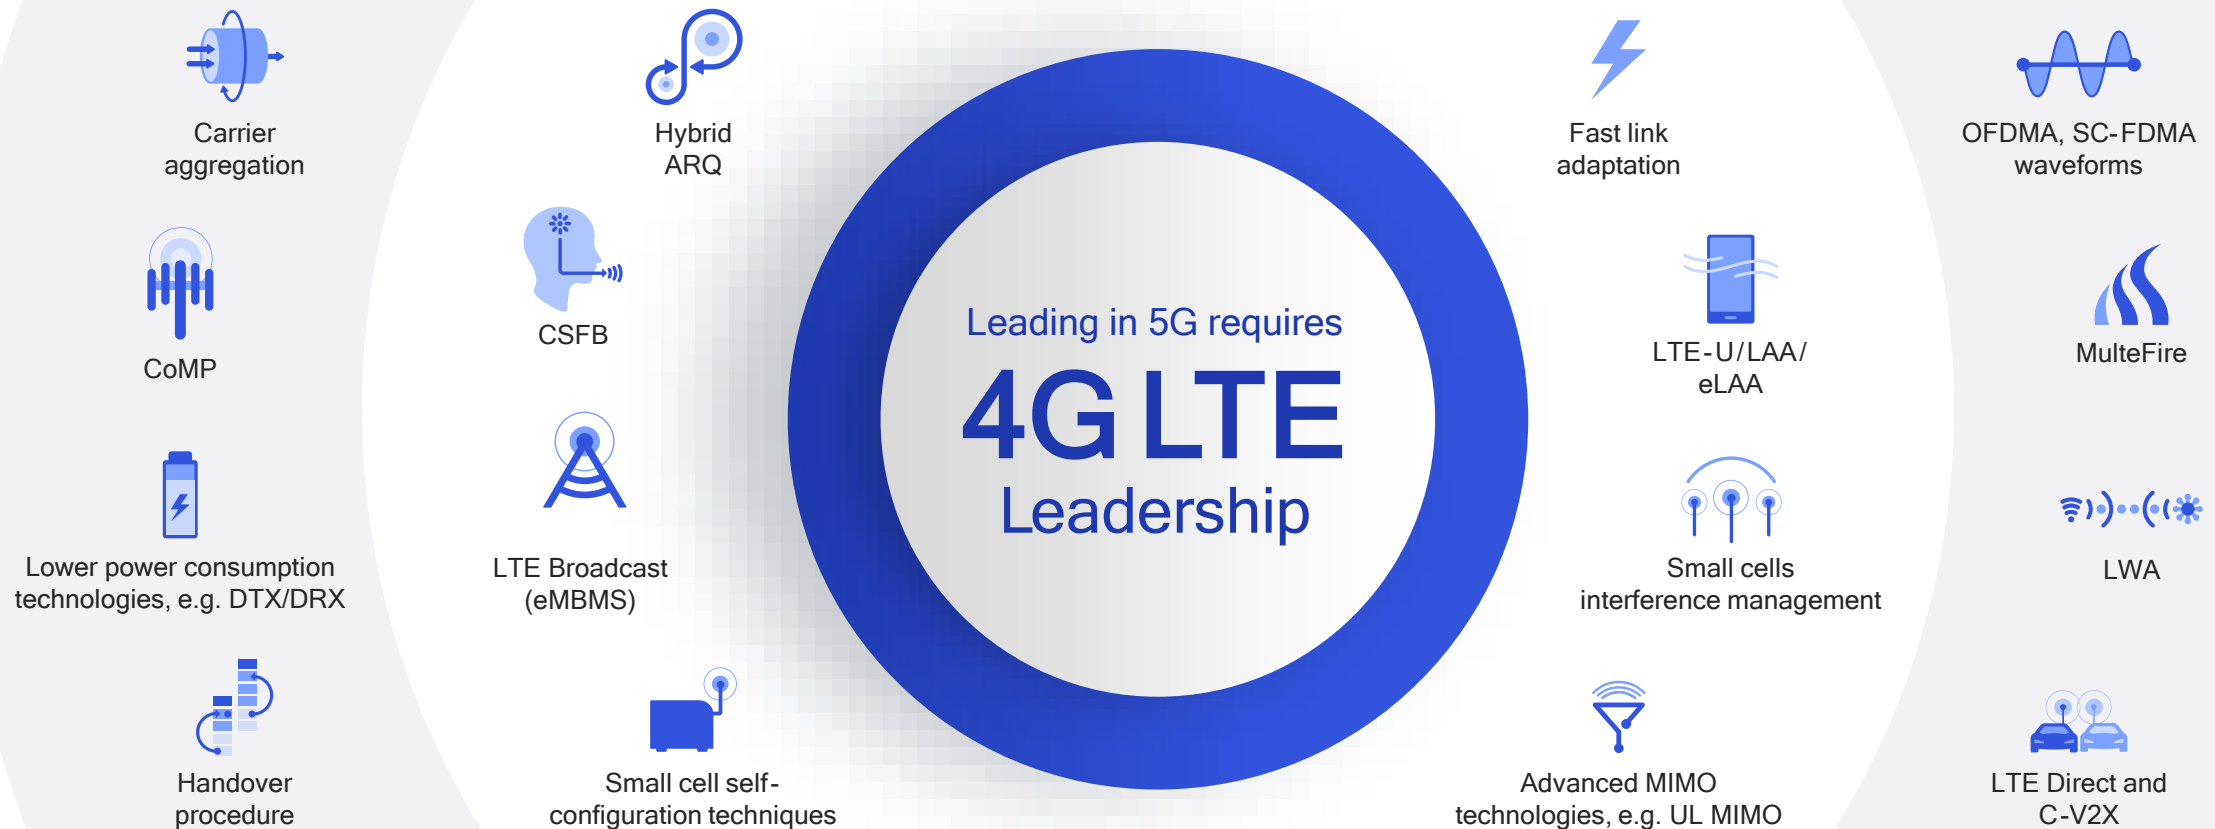 Carrier
aggregation
Hybrid
ARQ
Fast link
adaptation
OFDMA, SC-FDMA
waveforms
CoMP
CSFB
Leading in 5G requires
4G LTE
Leadership
LTE-U/LAA/
eLAA
MulteFire
Lower power consumption
technologies, e.g. DTX/DRX
LTE Broadcast
(eMBMS)
Small cells
interference management
LWA
Handover
procedure
Small cell self-
configuration techniques
Advanced MIMO
technologies, e.g. UL MIMO
LTE Direct and
C-V2X